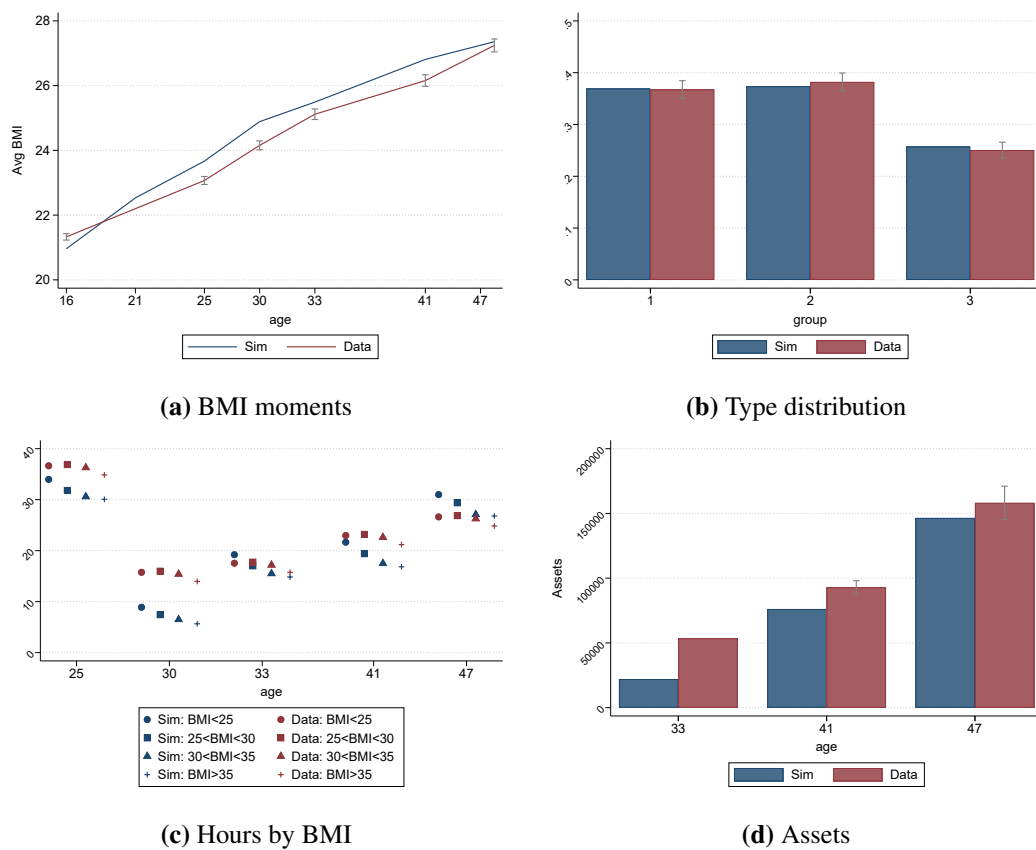 28
26
24
22
20
Avg BMI
16 21 25 30 33 41 47
age
Sim Data
(a) BMI moments
.5
.4
.3
.2
.1
0
1 2 3
group
Sim Data
(b) Type distribution
40
30
20
10
0
25 30 33 41 47
age
Sim: BMI<25 Data: BMI<25
Sim: 25<BMI<30 Data: 25<BMI<30
Sim: 30<BMI<35 Data: 30<BMI<35
Sim: BMI>35 Data: BMI>35
(c) Hours by BMI
200000
150000
100000
50000
0
Assets
33 41 47
age
Sim Data
(d) Assets